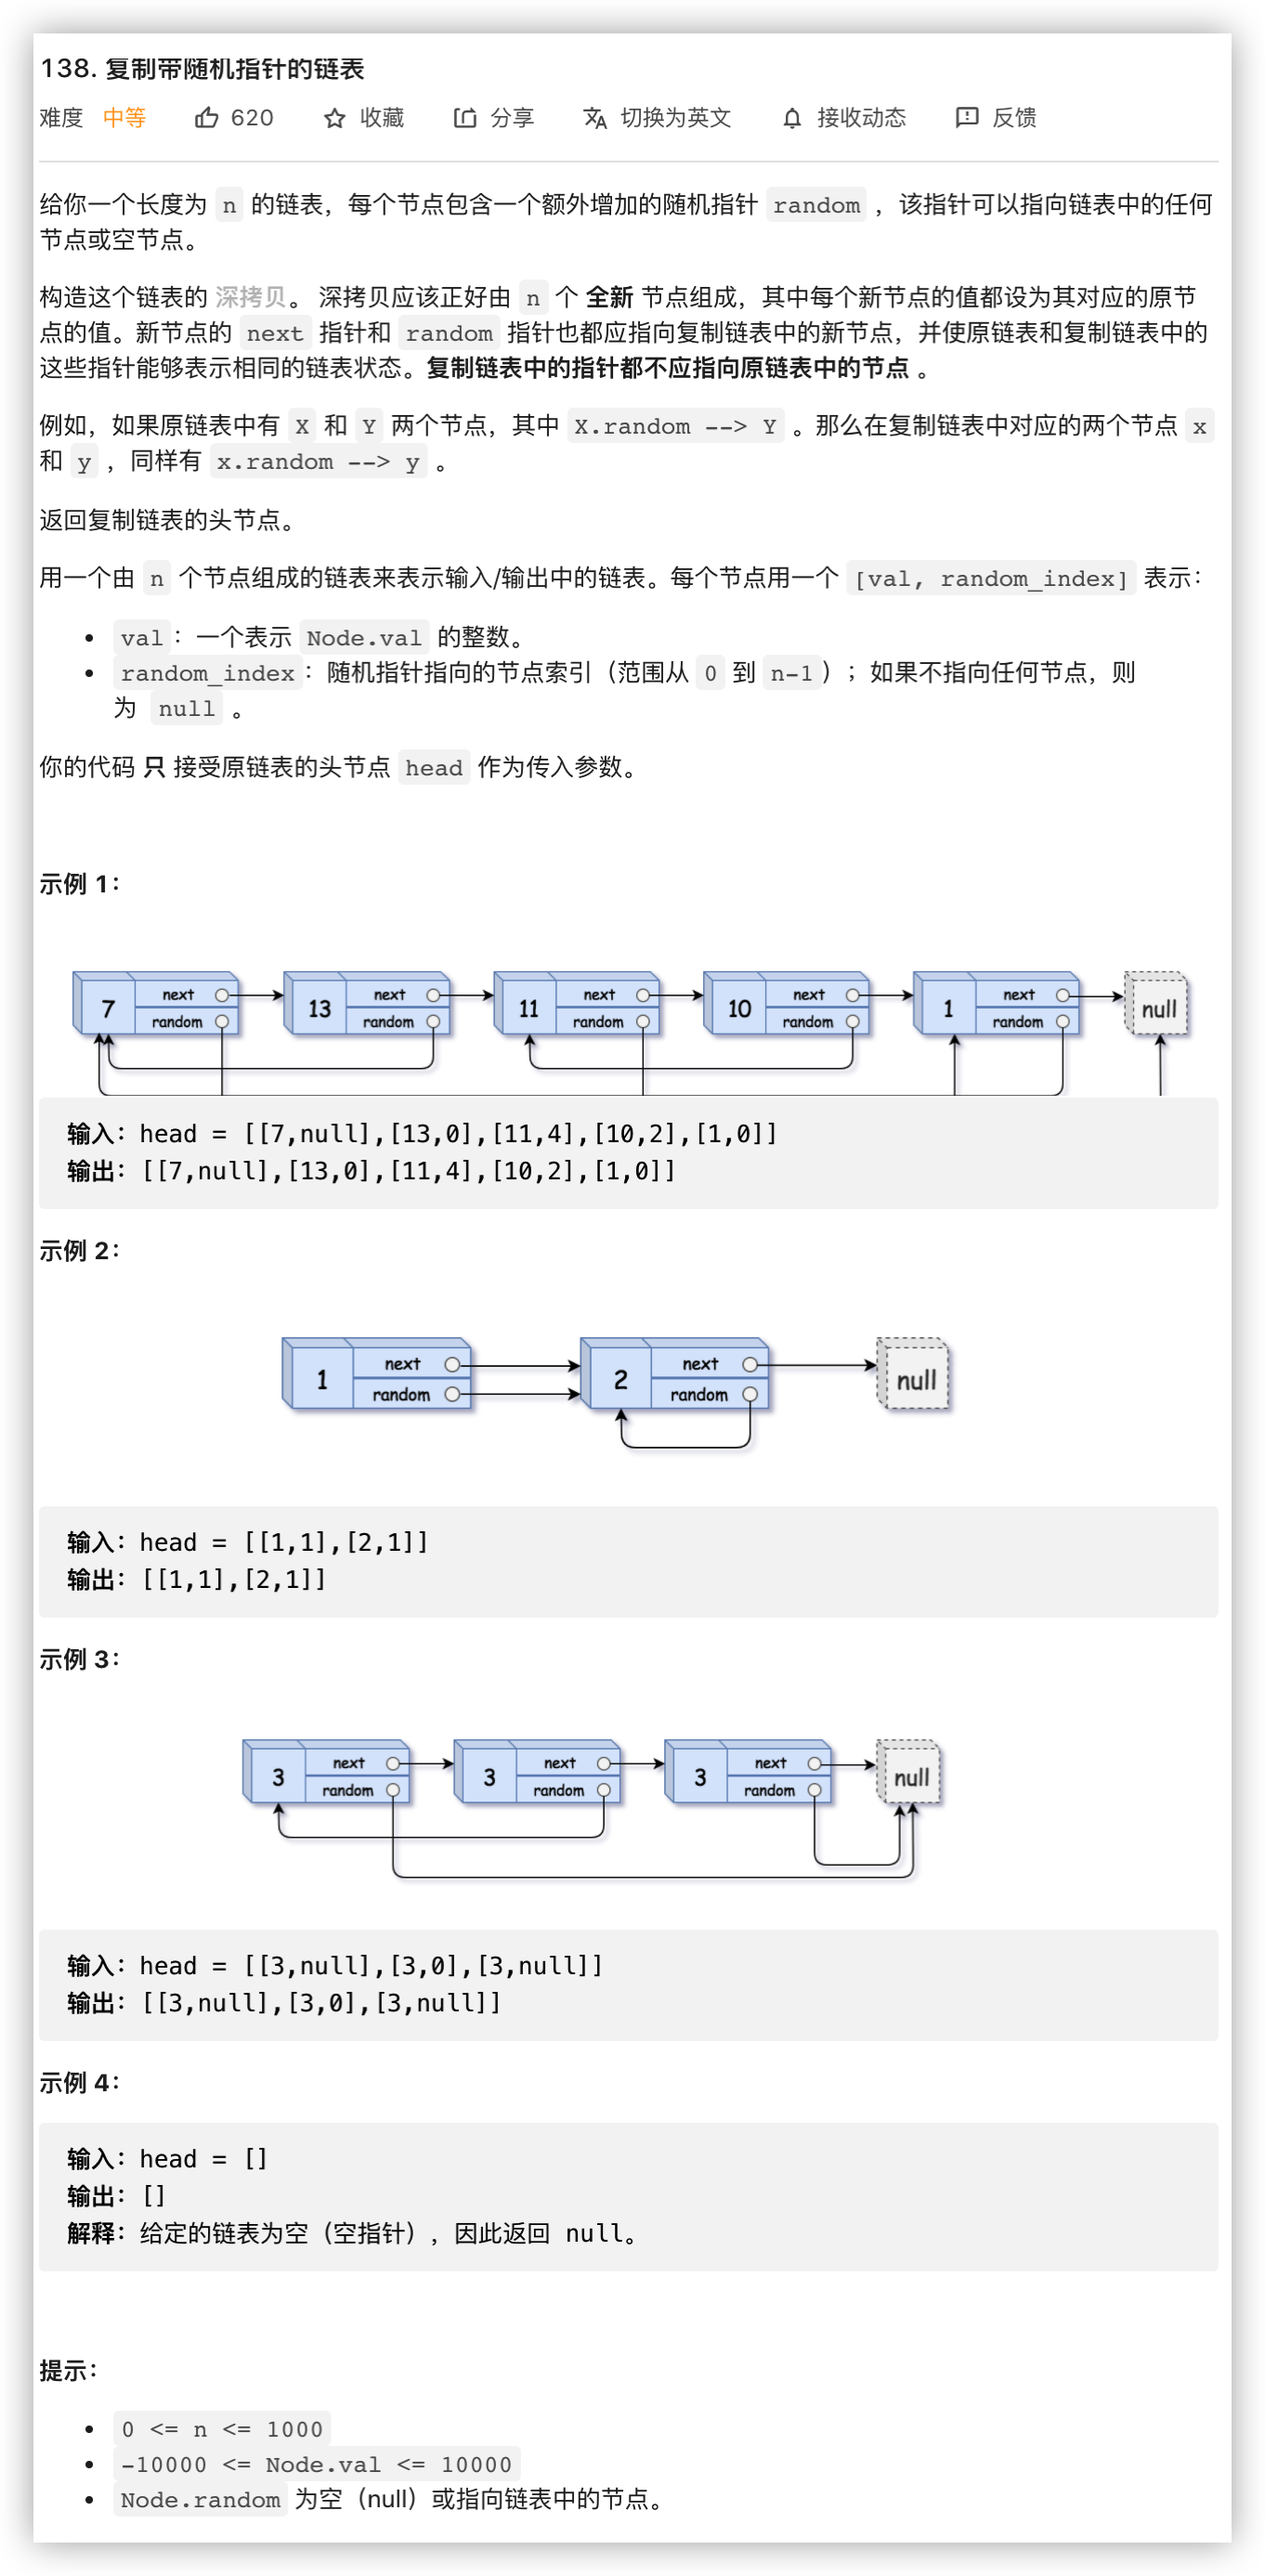 138. 复制带随机指针的链表
难度 中等 620 收藏 分享 切换为英文 接收动态 反馈
给你一个长度为 n 的链表，每个节点包含一个额外增加的随机指针 random ，该指针可以指向链表中的任何
节点或空节点。
构造这个链表的 深拷贝。 深拷贝应该正好由 n 个 全新 节点组成，其中每个新节点的值都设为其对应的原节
点的值。新节点的 next 指针和 random 指针也都应指向复制链表中的新节点，并使原链表和复制链表中的
这些指针能够表示相同的链表状态。复制链表中的指针都不应指向原链表中的节点 。
例如，如果原链表中有 X 和 Y 两个节点，其中 X.random --> Y 。那么在复制链表中对应的两个节点 x
和 y ，同样有 x.random --> y 。
返回复制链表的头节点。
用一个由 n 个节点组成的链表来表示输入/输出中的链表。每个节点用一个 [val, random_index] 表示：
• val：一个表示 Node.val 的整数。
• random_index：随机指针指向的节点索引（范围从 0 到 n-1）；如果不指向任何节点，则
为 null 。
你的代码 只 接受原链表的头节点 head 作为传入参数。
示例 1：
7 next random 13 next random 11 next random 10 next random 1 next random null
输入：head = [[7,null],[13,0],[11,4],[10,2],[1,0]]
输出：[[7,null],[13,0],[11,4],[10,2],[1,0]]
示例 2：
1 next random 2 next random null
输入：head = [[1,1],[2,1]]
输出：[[1,1],[2,1]]
示例 3：
3 next random 3 next random 3 next random null
输入：head = [[3,null],[3,0],[3,null]]
输出：[[3,null],[3,0],[3,null]]
示例 4：
输入：head = []
输出：[]
解释：给定的链表为空（空指针），因此返回 null。
提示：
• 0 <= n <= 1000
• -10000 <= Node.val <= 10000
• Node.random 为空（null）或指向链表中的节点。